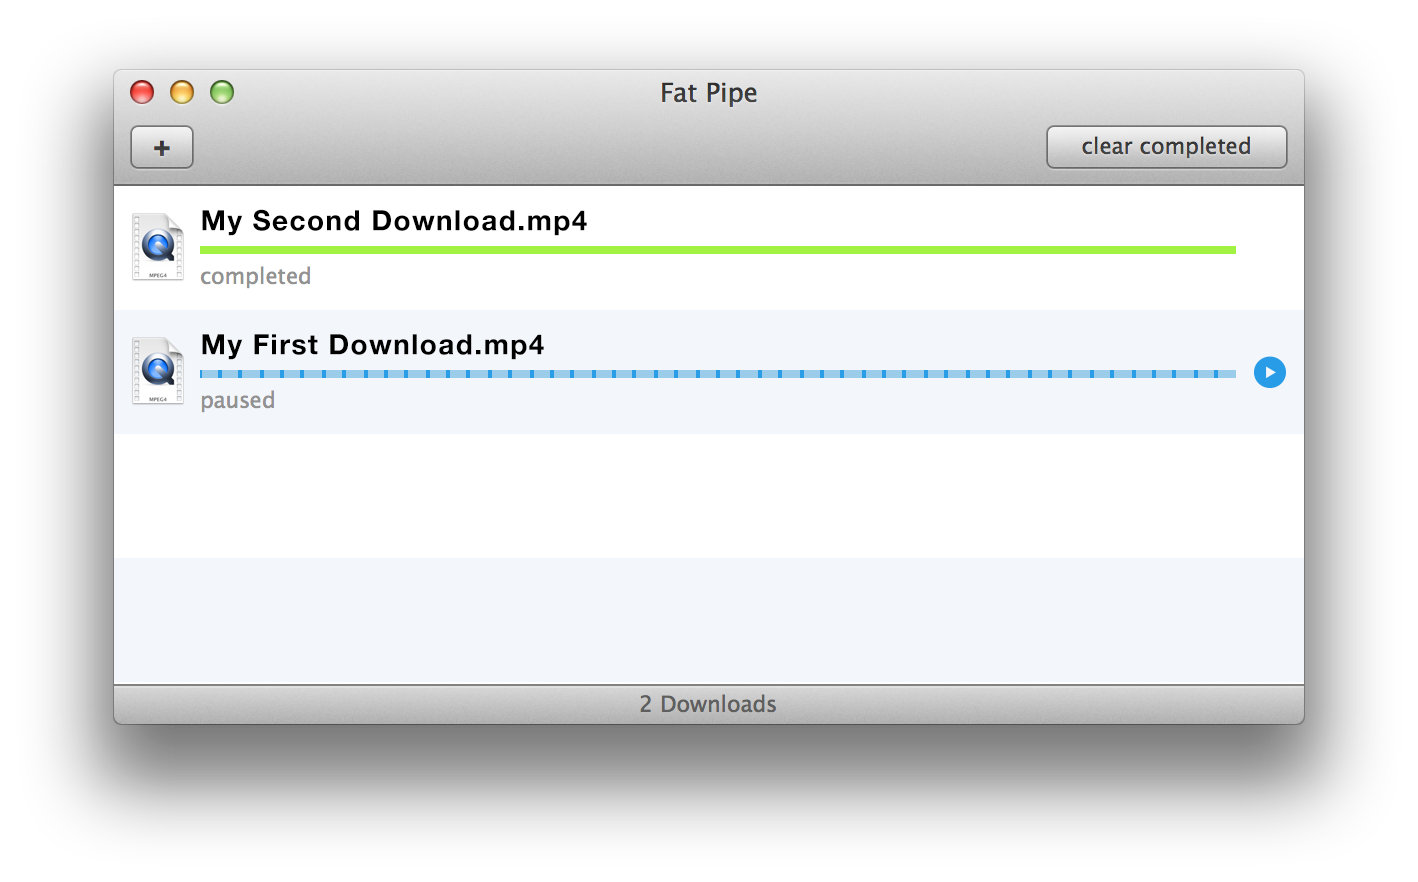 Fat Pipe
+
clear completed
My Second Download.mp4
MPEG4
completed
My First Download.mp4
MPEG4
paused
2 Downloads